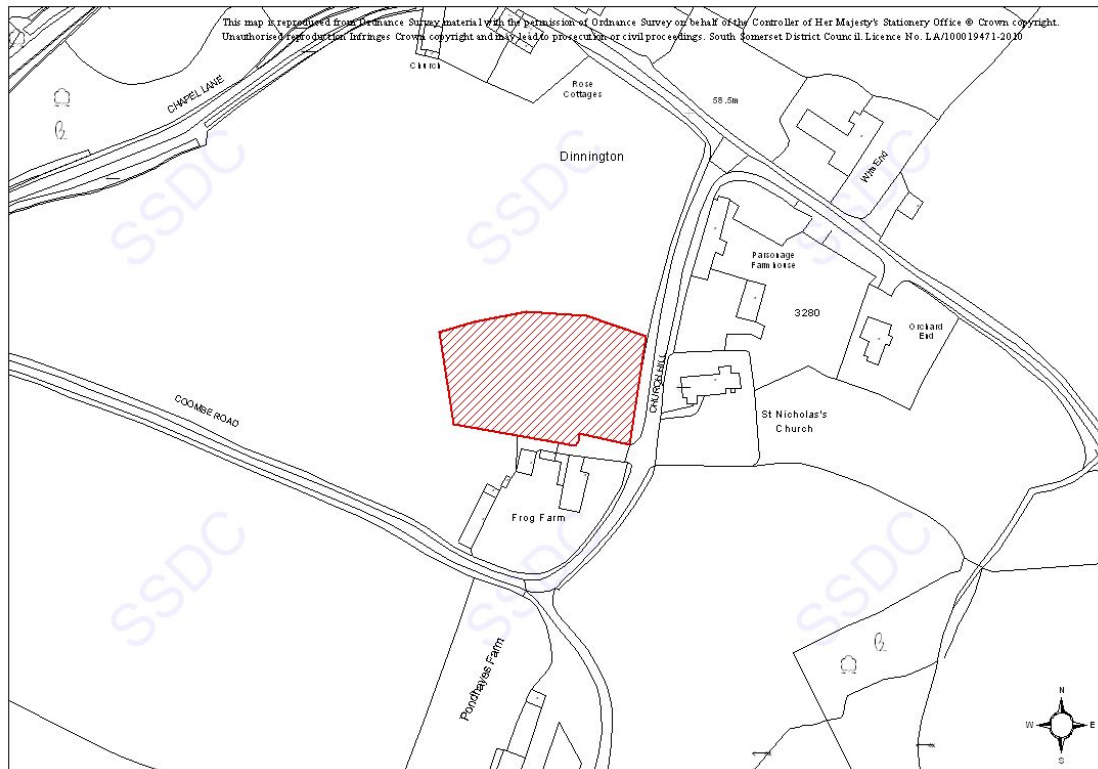 This map is reproduced from Ordnance Survey material with the permission of Ordnance Survey on behalf of the Controller of Her Majesty's Stationery Office © Crown copyright.
Unauthorised reproduction infringes Crown copyright and may lead to prosecution or civil proceedings. South Somerset District Council. Licence No. LA/100019471-2010
Church
Rose
Cottages
CHAPEL LANE
58.5m
Dinnington
SSDC
SSDC
SSDC
Parsonage
Farmhouse
3280
Orchard
End
CHURCH HILL
COOMBE ROAD
St Nicholas's
Church
Frog Farm
SSDC
SSDC
SSDC
Pondhayes Farm
N
W
E
S